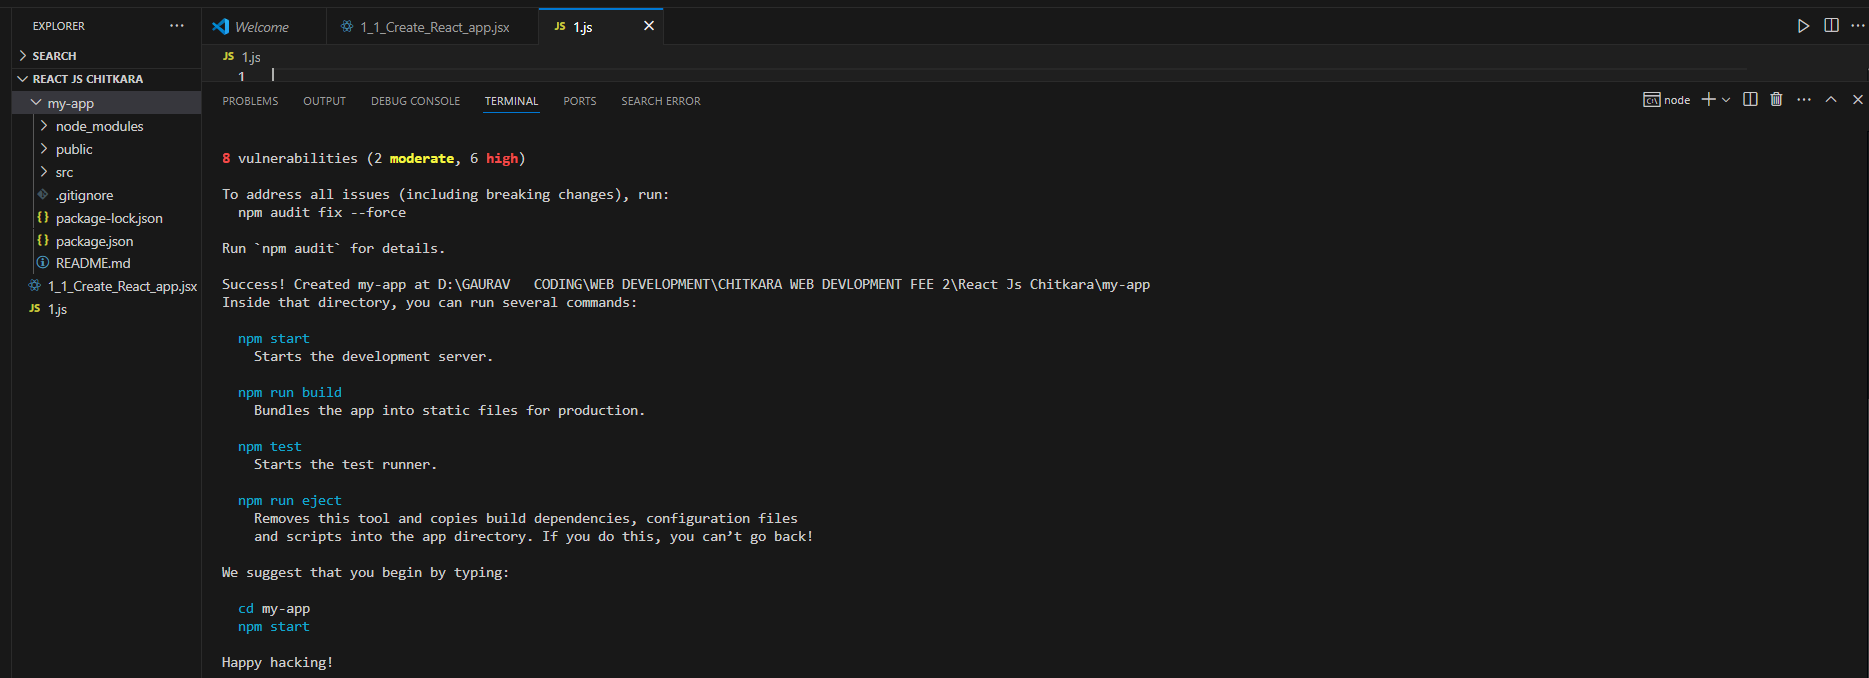 EXPLORER
SEARCH
REACT JS CHITKARA
my-app
node_modules
public
src
.gitignore
package-lock.json
package.json
README.md
1_1_Create_React_app.jsx
JS 1.js
Welcome
1_1_Create_React_app.jsx
JS 1.js
JS 1.js
1
PROBLEMS OUTPUT DEBUG CONSOLE TERMINAL PORTS SEARCH ERROR
node
8 vulnerabilities (2 moderate, 6 high)
To address all issues (including breaking changes), run:
npm audit fix --force
Run `npm audit` for details.
Success! Created my-app at D:\GAURAV   CODING\WEB DEVELOPMENT\CHITKARA WEB DEVLOPMENT FEE 2\React Js Chitkara\my-app
Inside that directory, you can run several commands:
npm start
Starts the development server.
npm run build
Bundles the app into static files for production.
npm test
Starts the test runner.
npm run eject
Removes this tool and copies build dependencies, configuration files
and scripts into the app directory. If you do this, you can’t go back!
We suggest that you begin by typing:
cd my-app
npm start
Happy hacking!